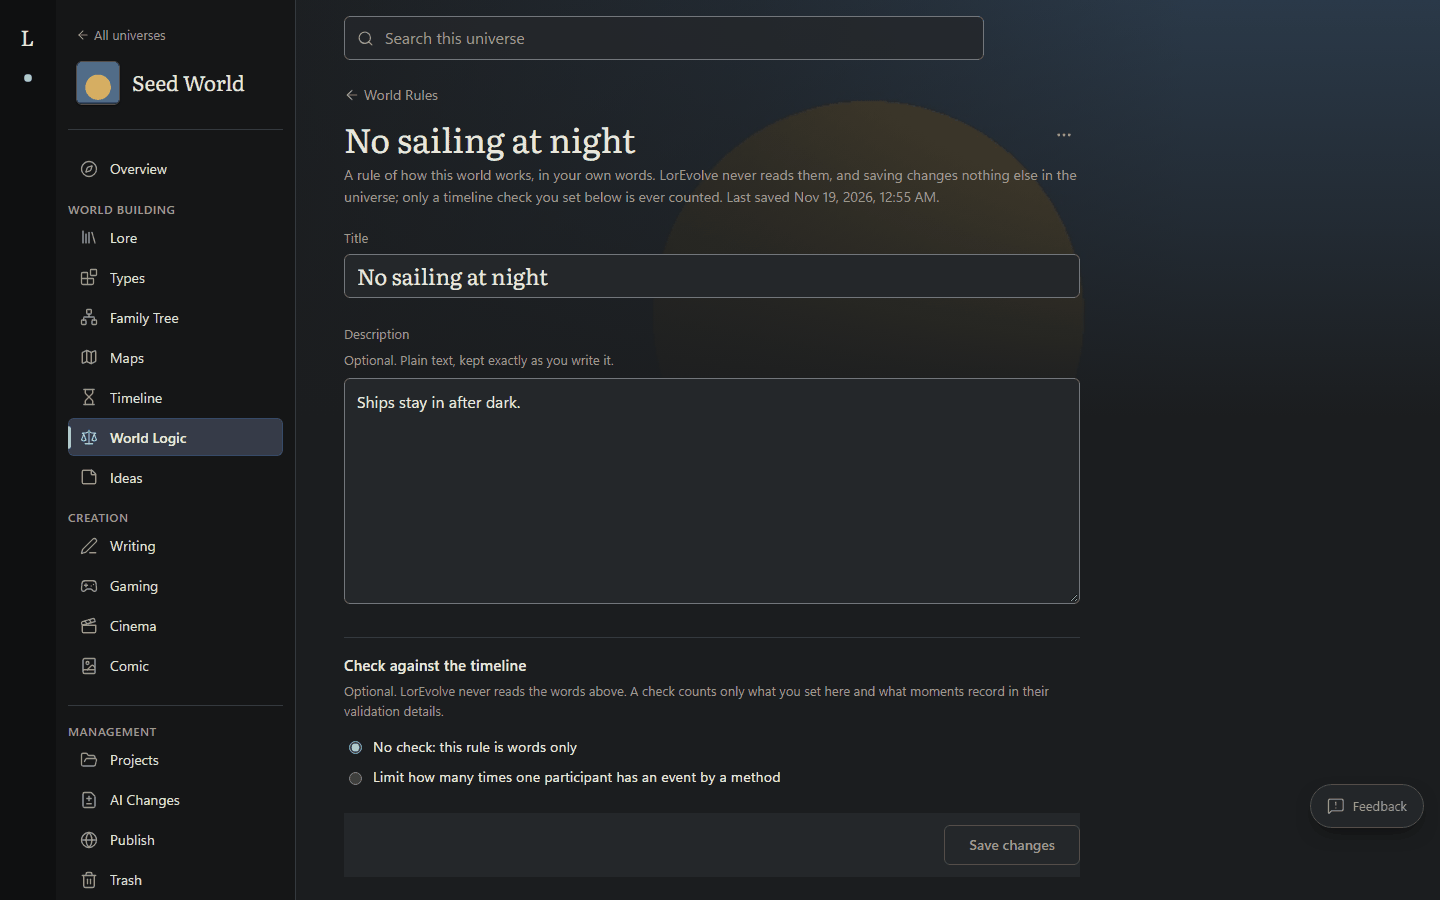 L
All universes
Seed World
Overview
WORLD BUILDING
Lore
Types
Family Tree
Maps
Timeline
World Logic
Ideas
CREATION
Writing
Gaming
Cinema
Comic
MANAGEMENT
Projects
AI Changes
Publish
Trash
Search this universe
World Rules
No sailing at night
A rule of how this world works, in your own words. LorEvolve never reads them, and saving changes nothing else in the
universe; only a timeline check you set below is ever counted. Last saved Nov 19, 2026, 12:55 AM.
Title
No sailing at night
Description
Optional. Plain text, kept exactly as you write it.
Ships stay in after dark.
Check against the timeline
Optional. LorEvolve never reads the words above. A check counts only what you set here and what moments record in their
validation details.
No check: this rule is words only
Limit how many times one participant has an event by a method
Save changes
Feedback